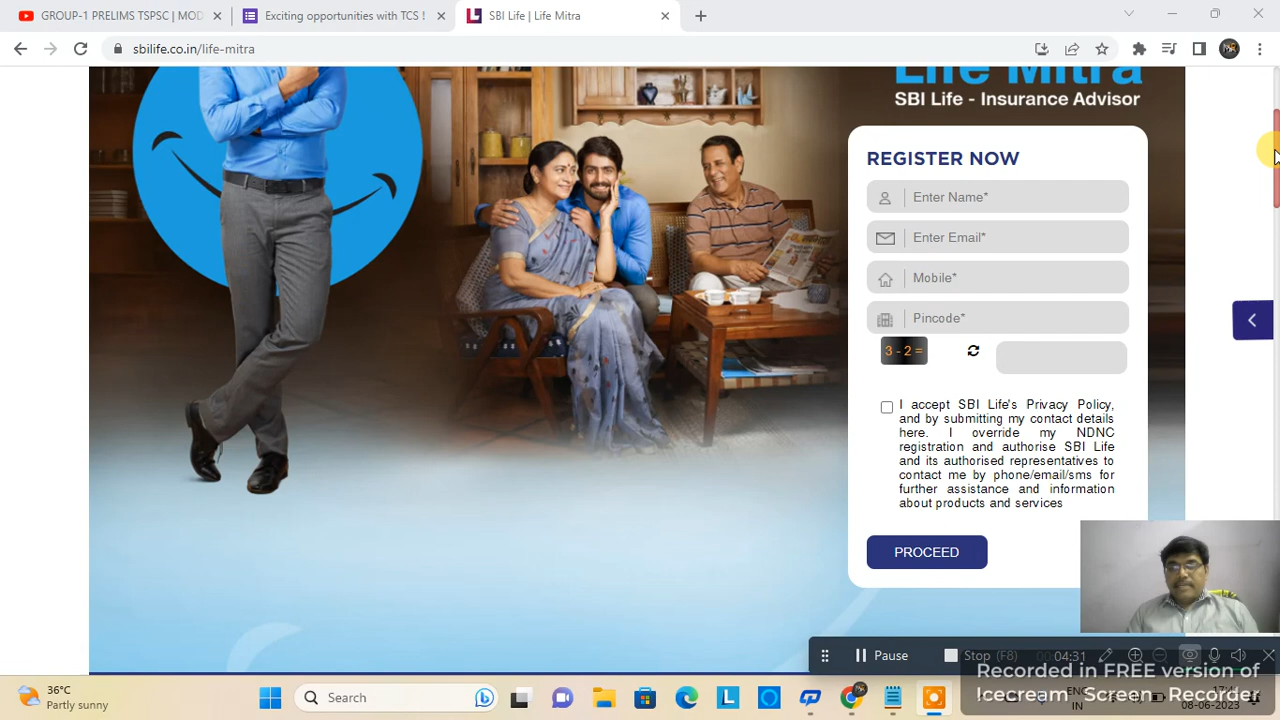 GROUP-1 PRELIMS TSPSC | MOD
Exciting opportunities with TCS !
SBI Life | Life Mitra
sbilife.co.in/life-mitra
Life Mitra
SBI Life - Insurance Advisor
REGISTER NOW
Enter Name*
Enter Email*
Mobile*
Pincode*
3 - 2 =
I accept SBI Life's Privacy Policy,
and by submitting my contact details
here. I override my NDNC
registration and authorise SBI Life
and its authorised representatives to
contact me by phone/email/sms for
further assistance and information
about products and services
PROCEED
Pause
Stop (F8)
00:04:31
Recorded in FREE version of
Icecream Screen Recorder
36°C
Partly sunny
Search
ENG
IN
08-06-2023